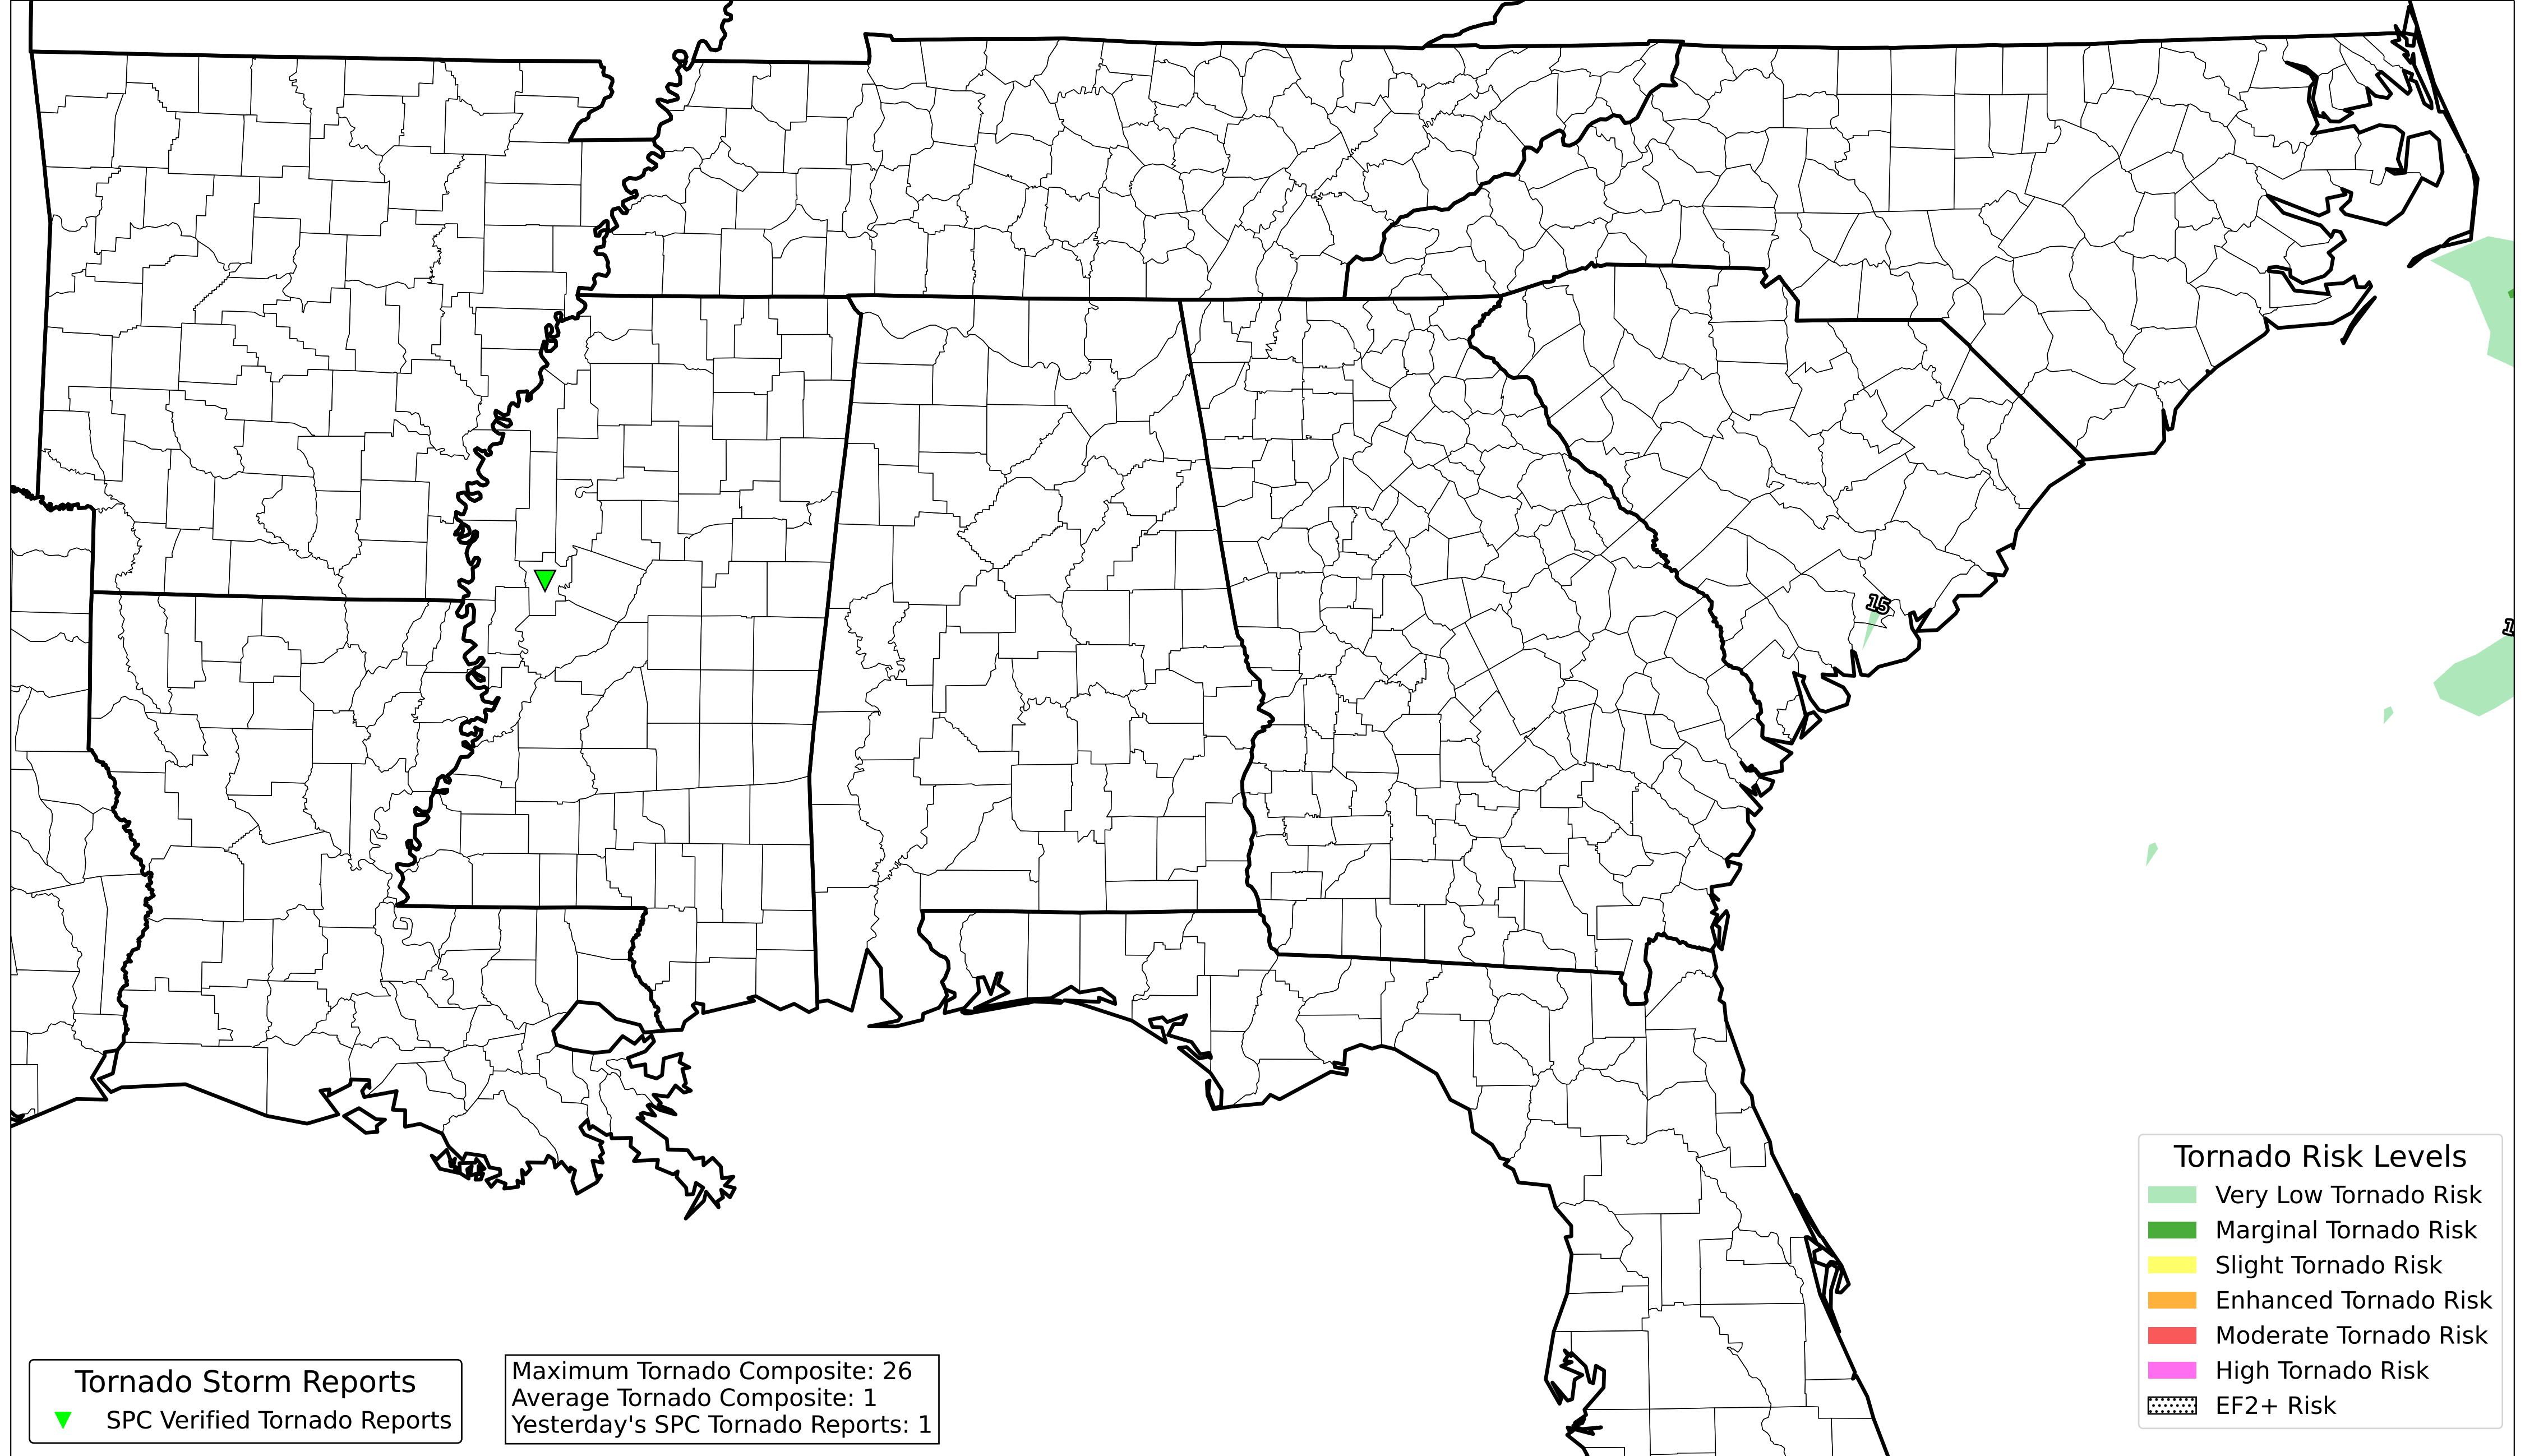 15
Tornado Risk Levels
Very Low Tornado Risk
Marginal Tornado Risk
Slight Tornado Risk
Enhanced Tornado Risk
Moderate Tornado Risk
High Tornado Risk
EF2+ Risk
Tornado Storm Reports
SPC Verified Tornado Reports
Maximum Tornado Composite: 26
Average Tornado Composite: 1
Yesterday's SPC Tornado Reports: 1